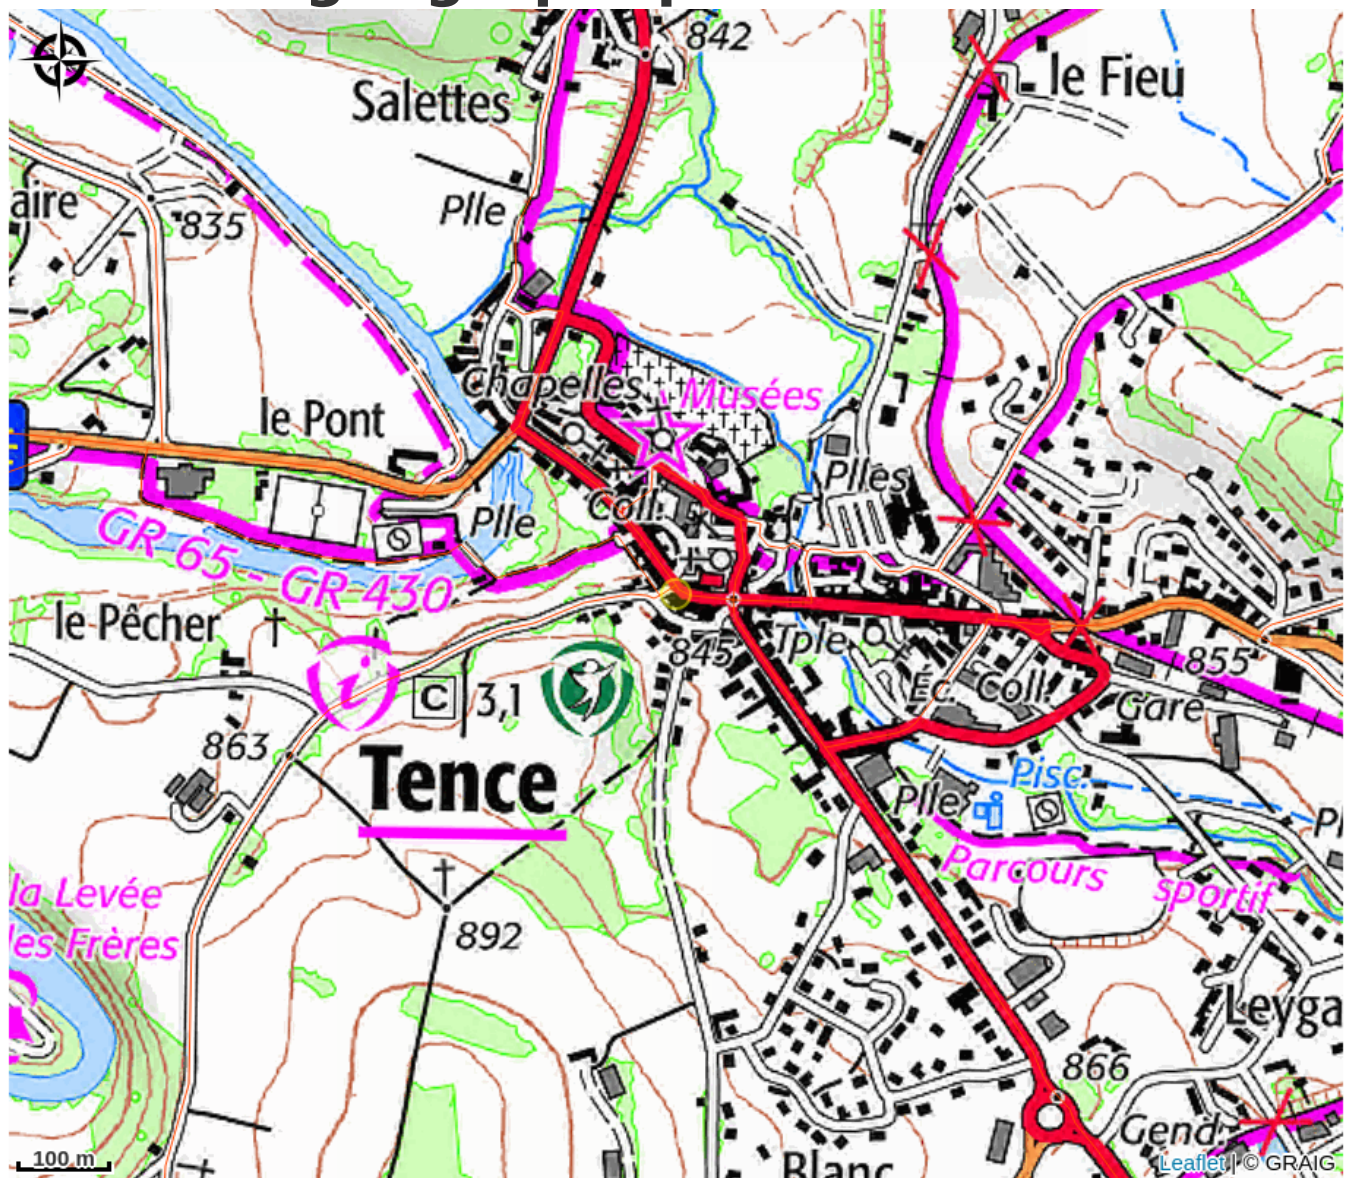 842
le Fieu
Salettes
aire
Plle
835
Chapelles
Musées
le Pont
Plles
Coll.
Plle
GR 65 - GR 430
le Pêcher
845
Tple
855
i
C
3,1
Éc.
Coll.
Gare
863
Tence
Pisc.
Plle
Pl
Parcours
sportif
la Levée
les Frères
892
Leyga
866
Gend.
Blanc
100 m
Leaflet | © GRAIG